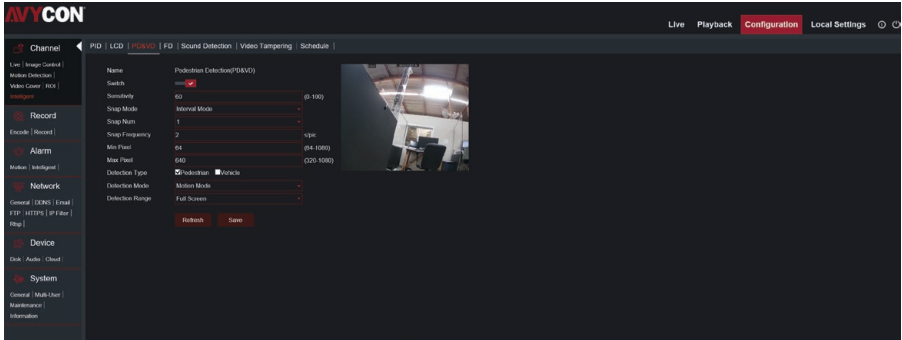 AVYCON
Live Playback Configuration Local Settings
Channel
Live | Image Control |
Motion Detection |
Video Cover | ROI |
Intelligent
Record
Encode | Record |
Alarm
Motion | Intelligent |
Network
General | DDNS | Email |
FTP | HTTPS | IP Filter |
Rtsp |
Device
Disk | Audio | Cloud |
System
General | Multi-User |
Maintenance |
Information
PID | LCD | PD&VD | FD | Sound Detection | Video Tampering | Schedule |
Name Pedestrian Detection(PD&VD)
Switch
Sensitivity 60 (0-100)
Snap Mode Interval Mode
Snap Num 1
Snap Frequency 2 s/pic
Min Pixel 64 (64-1080)
Max Pixel 640 (320-1080)
Detection Type Pedestrian Vehicle
Detection Mode Motion Mode
Detection Range Full Screen
Refresh Save